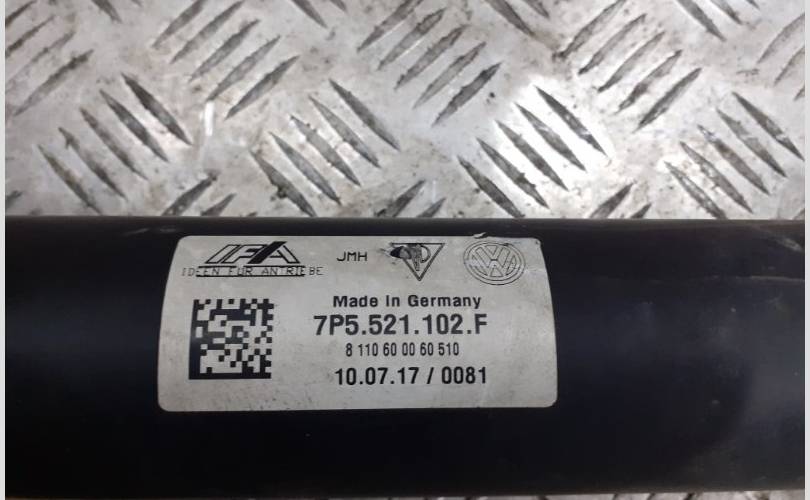 IFA JMH
IDEEN FÜR ANTRIEBE
Made in Germany
7P5.521.102.F
8 110 60 00 60 510
10.07.17 / 0081